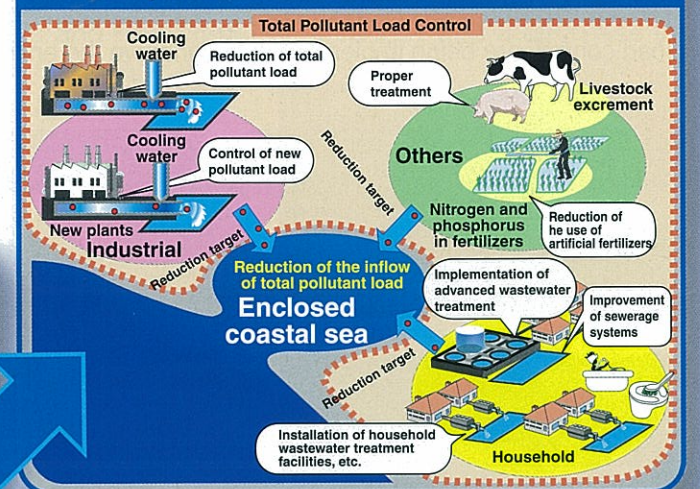 Total Pollutant Load Control
Cooling
water
Reduction of total
pollutant load
Cooling
water
Control of new
pollutant load
New plants
Industrial
Reduction target
Proper
treatment
Livestock
excrement
Others
Reduction target
Nitrogen and
phosphorus
in fertilizers
Reduction of
he use of
artificial fertilizers
Reduction of the inflow
of total pollutant load
Enclosed
coastal sea
Implementation of
advanced wastewater
treatment
Improvement
of sewerage
systems
Reduction target
Installation of household
wastewater treatment
facilities, etc.
Household